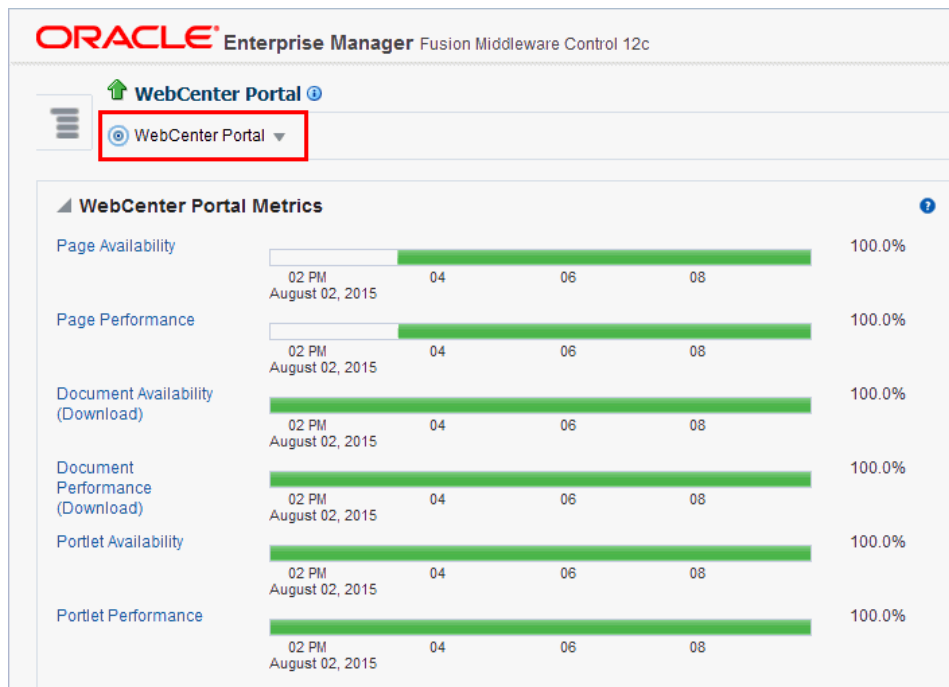 ORACLE Enterprise Manager Fusion Middleware Control 12c
WebCenter Portal
WebCenter Portal
WebCenter Portal Metrics
Page Availability
100.0%
02 PM 04 06 08
August 02, 2015
Page Performance
100.0%
02 PM 04 06 08
August 02, 2015
Document Availability
(Download)
100.0%
02 PM 04 06 08
August 02, 2015
Document
Performance
(Download)
100.0%
02 PM 04 06 08
August 02, 2015
Portlet Availability
100.0%
02 PM 04 06 08
August 02, 2015
Portlet Performance
100.0%
02 PM 04 06 08
August 02, 2015